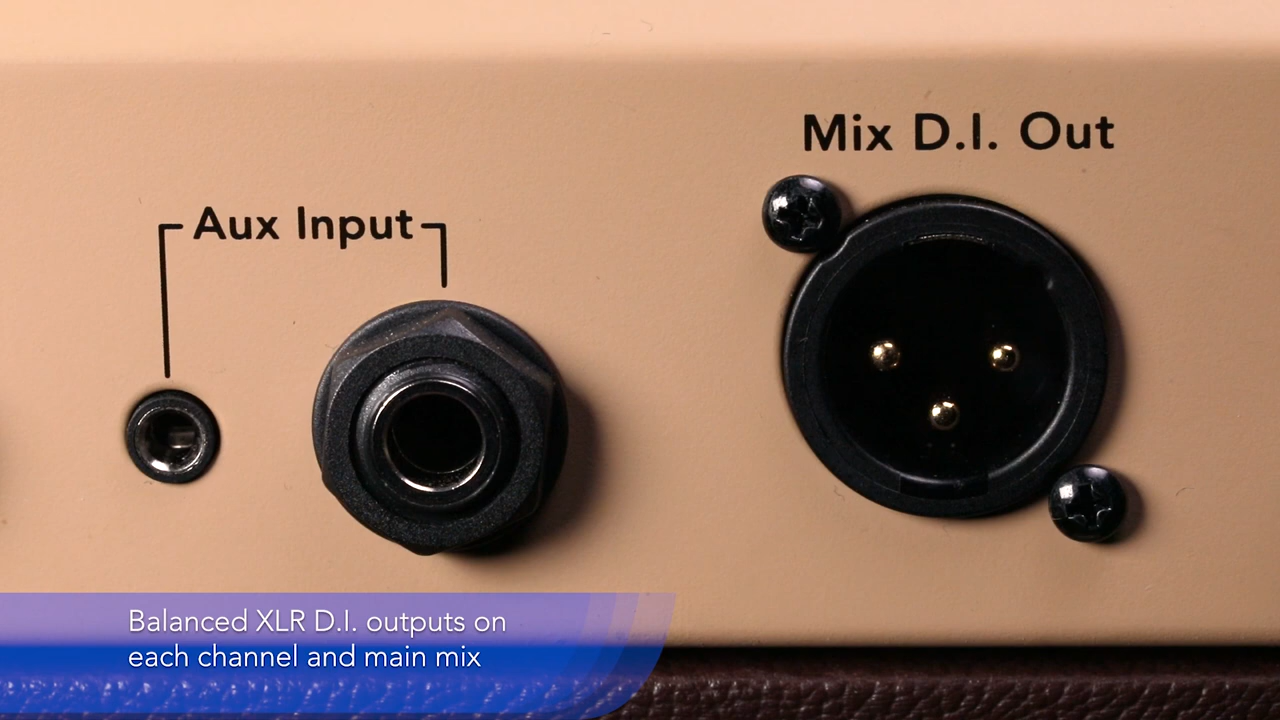 Mix D.I. Out
Aux Input
Balanced XLR D.I. outputs on
each channel and main mix